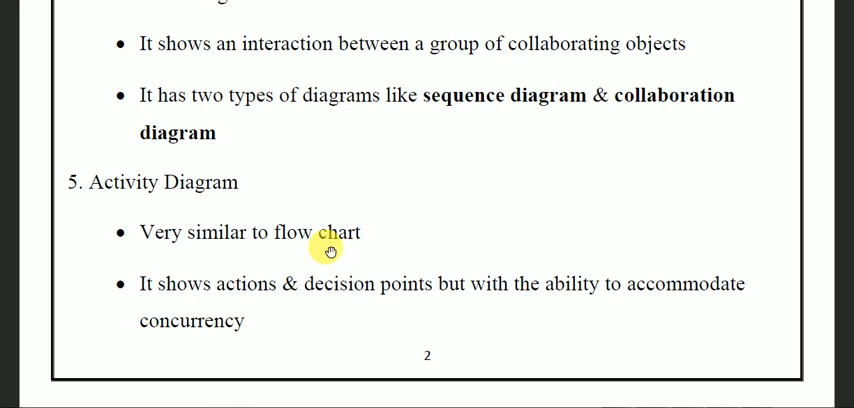 • It shows an interaction between a group of collaborating objects
• It has two types of diagrams like sequence diagram & collaboration
diagram
5. Activity Diagram
• Very similar to flow chart
• It shows actions & decision points but with the ability to accommodate
concurrency
2